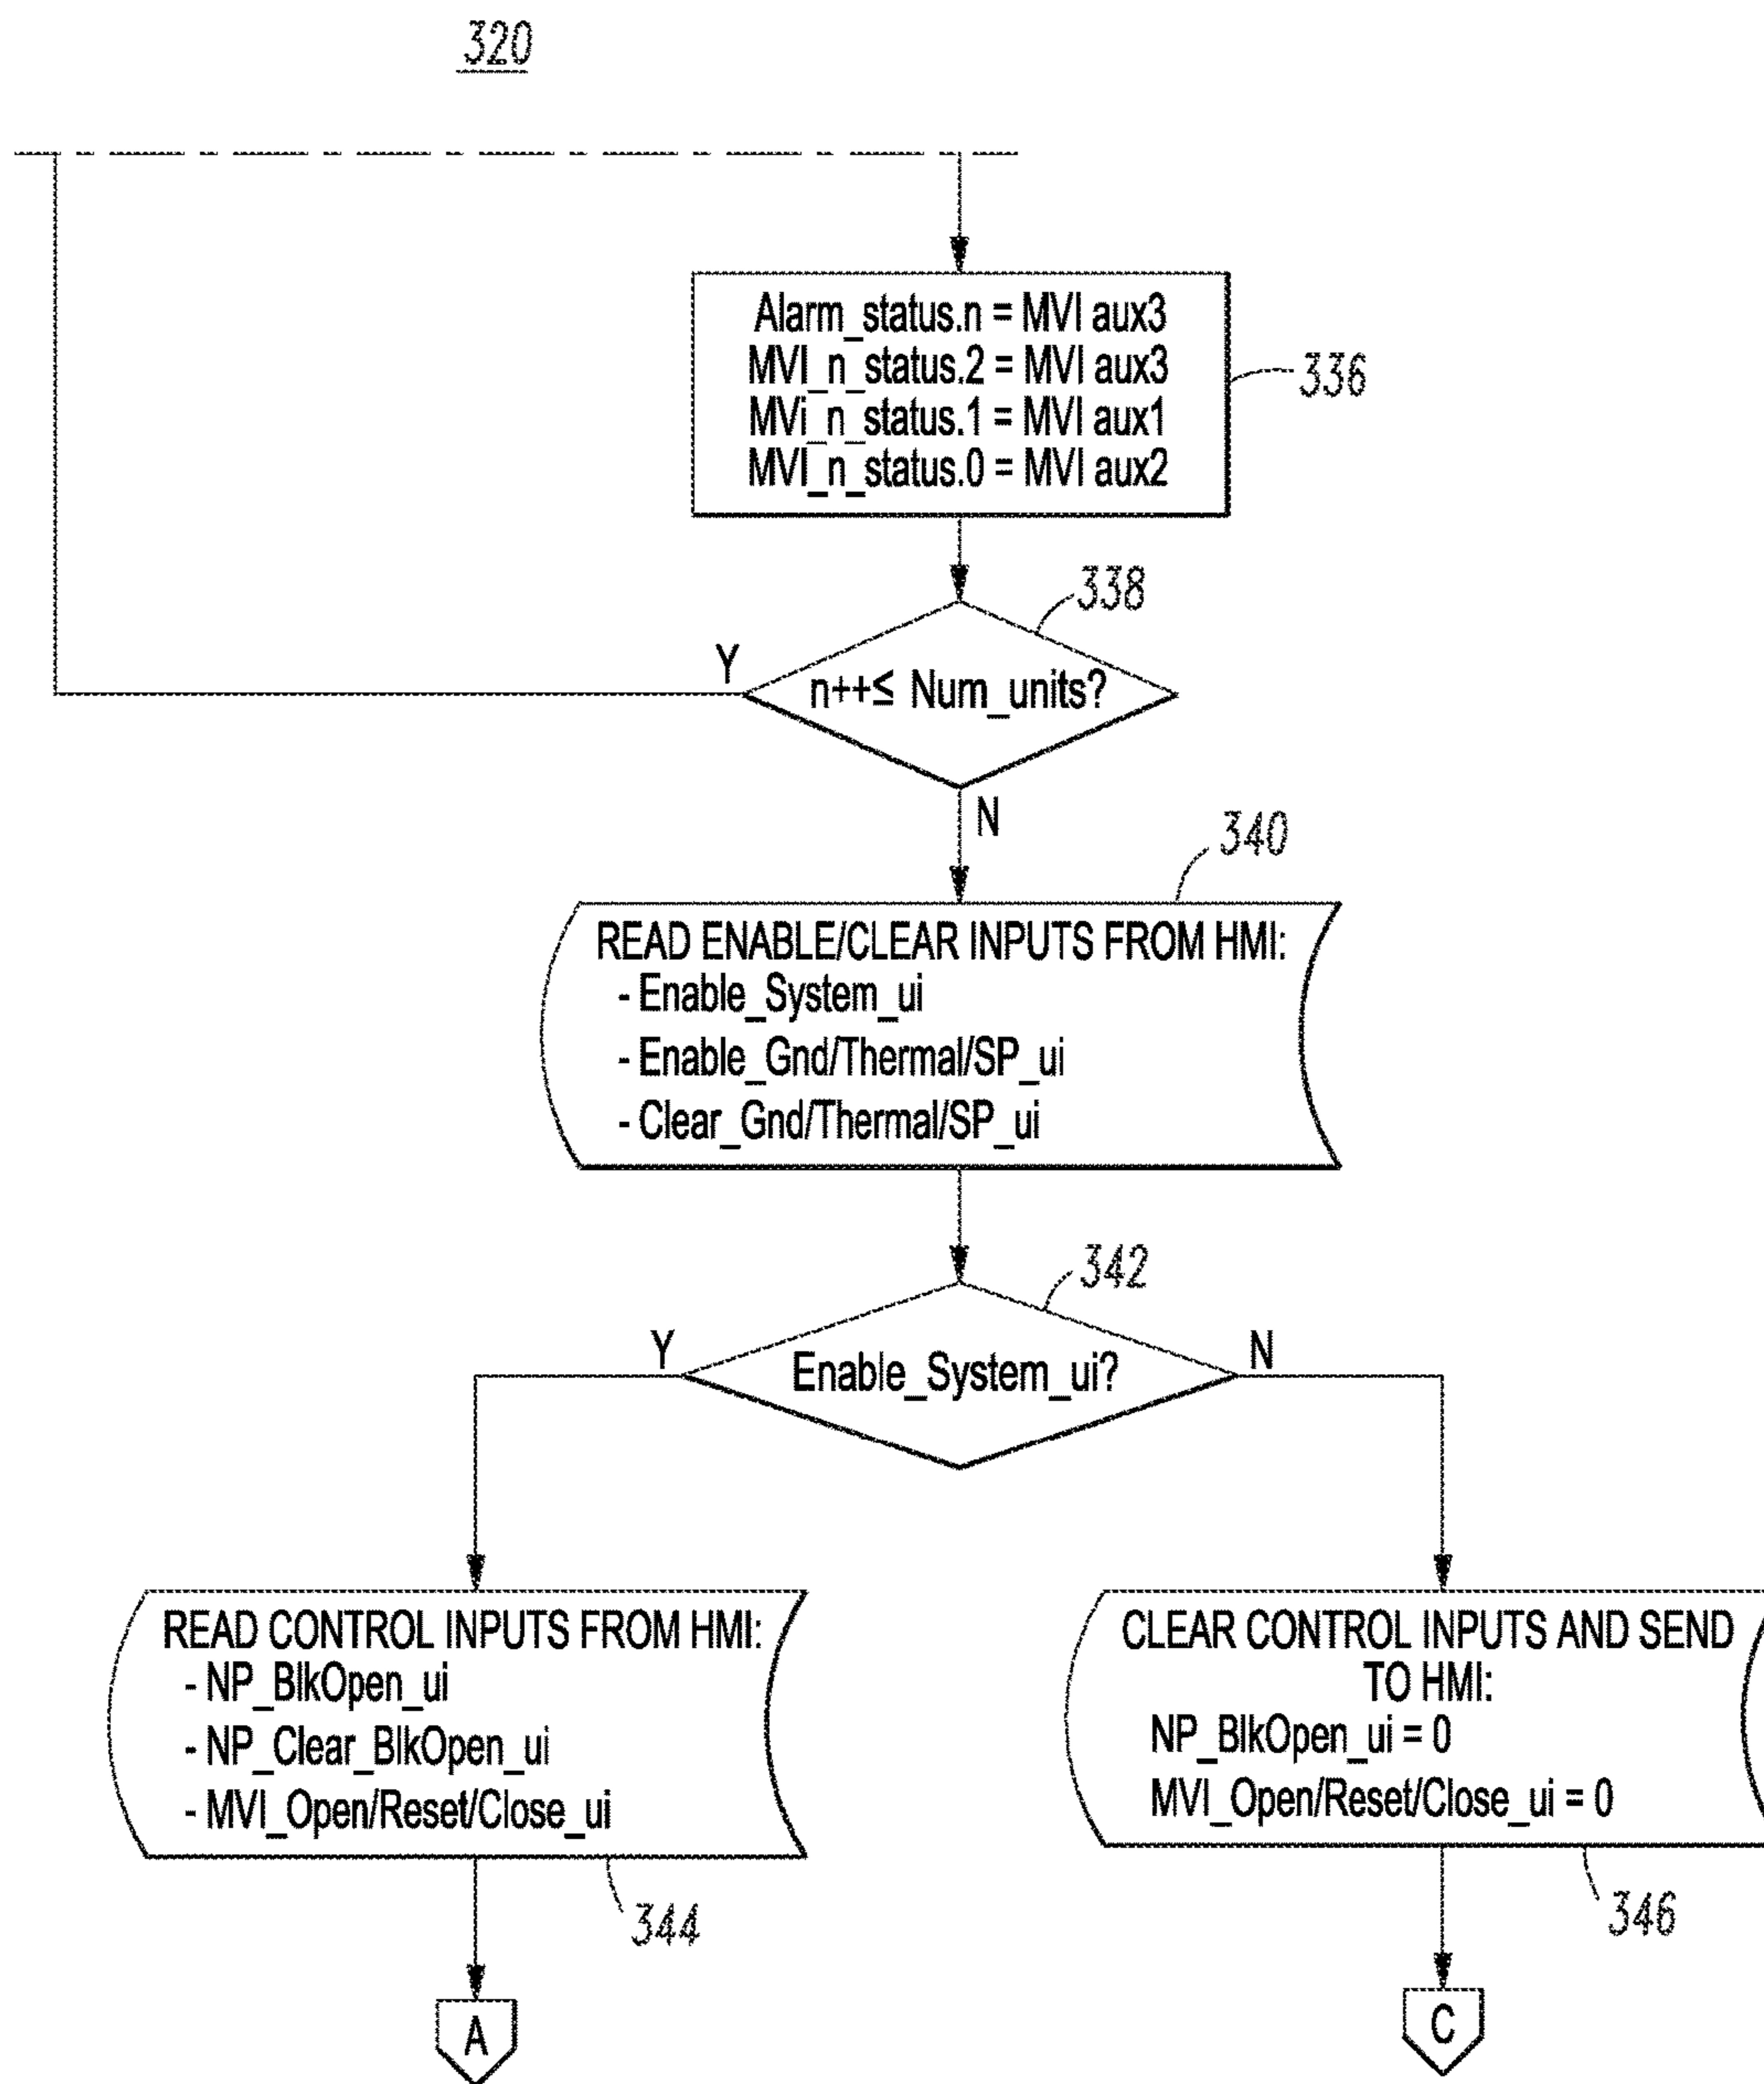 320
Alarm_status.n = MVI aux3
MVI_n_status.2 = MVI aux3
MVi_n_status.1 = MVI aux1
MVI_n_status.0 = MVI aux2
336
338
Y
n++≤ Num_units?
N
340
READ ENABLE/CLEAR INPUTS FROM HMI:
- Enable_System_ui
- Enable_Gnd/Thermal/SP_ui
- Clear_Gnd/Thermal/SP_ui
342
Y
Enable_System_ui?
N
READ CONTROL INPUTS FROM HMI:
- NP_BlkOpen_ui
- NP_Clear_BlkOpen_ui
- MVI_Open/Reset/Close_ui
344
CLEAR CONTROL INPUTS AND SEND
TO HMI:
NP_BlkOpen_ui = 0
MVI_Open/Reset/Close_ui = 0
346
A
C